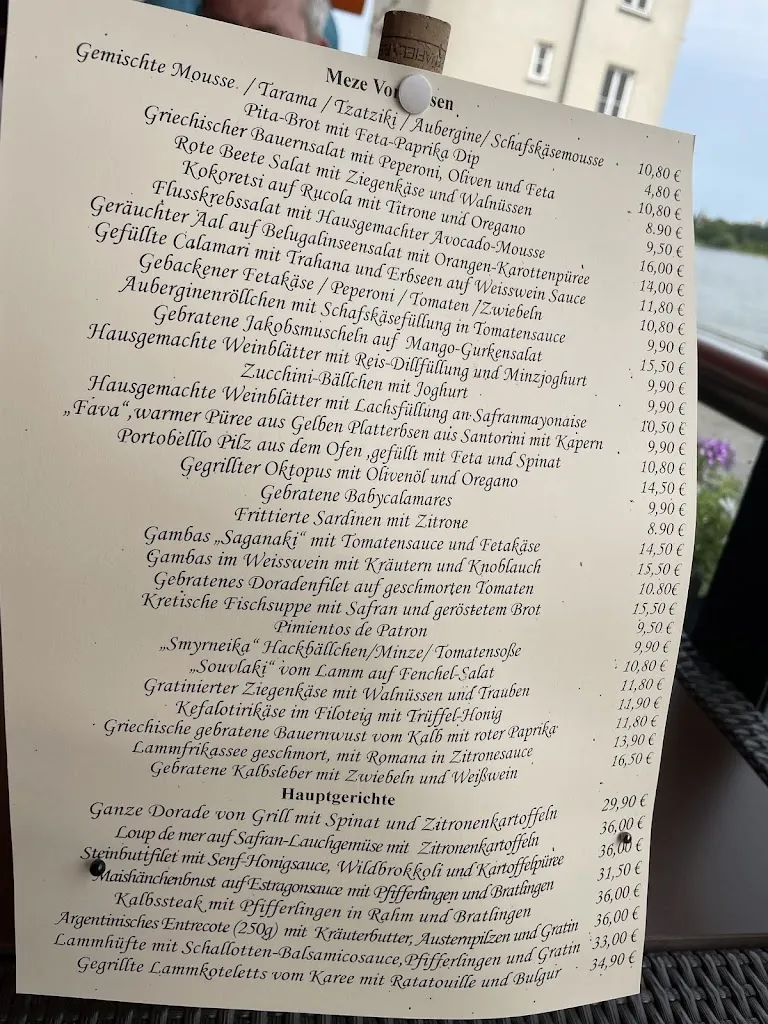 Meze Vor sen
Gemischte Mousse. / Tarama / Tzatziki / Aubergine/ Schafskäsemousse 10,80 €
Pita-Brot mit Feta-Paprika Dip 4,80 €
Griechischer Bauernsalat mit Peperoni, Oliven und Feta 10,80 €
Rote Beete Salat mit Ziegenkäse und Walnüssen 8.90 €
Kokoretsi auf Rucola mit Titrone und Oregano 9,50 €
Flusskrebssalat mit Hausgemachter Avocado-Mousse 16,00 €
Geräuchter Aal auf Belugalinseensalat mit Orangen-Karottenpüree 14,00 €
Gefüllte Calamari mit Trahana und Erbseen auf Weisswein Sauce 11,80 €
Gebackener Fetakäse / Peperoni / Tomaten /Zwiebeln 10,80 €
Auberginenröllchen mit Schafskäsefüllung in Tomatensauce 9,90 €
Gebratene Jakobsmuscheln auf Mango-Gurkensalat 15,50 €
Hausgemachte Weinblätter mit Reis-Dillfüllung und Minzjoghurt 9,90 €
Zucchini-Bällchen mit Joghurt 9,90 €
Hausgemachte Weinblätter mit Lachsfüllung an Safranmayonaise 10,50 €
„Fava“,warmer Püree aus Gelben Platterbsen aus Santorini mit Kapern 9,90 €
Portobelllo Pilz aus dem Ofen ,gefüllt mit Feta und Spinat 10,80 €
Gegrillter Oktopus mit Olivenöl und Oregano 14,50 €
Gebratene Babycalamares 9,90 €
Frittierte Sardinen mit Zitrone 8.90 €
Gambas „Saganaki“ mit Tomatensauce und Fetakäse 14,50 €
Gambas im Weisswein mit Kräutern und Knoblauch 15,50 €
Gebratenes Doradenfilet auf geschmorten Tomaten 10.80€
Kretische Fischsuppe mit Safran und geröstetem Brot 15,50 €
Pimientos de Patron 9,50 €
„Smyrneika“ Hackbällchen/Minze/ Tomatensoße 9,90 €
„Souvlaki“ vom Lamm auf Fenchel-Salat 10,80 €
Gratinierter Ziegenkäse mit Walnüssen und Trauben 11,80 €
Kefalotirikäse im Filoteig mit Trüffel-Honig 11,90 €
Griechische gebratene Bauernwust vom Kalb mit roter Paprika 11,80 €
Lammfrikassee geschmort, mit Romana in Zitronesauce 13,90 €
Gebratene Kalbsleber mit Zwiebeln und Weißwein 16,50 €
Hauptgerichte
Ganze Dorade von Grill mit Spinat und Zitronenkartoffeln 29,90 €
Loup de mer auf Safran-Lauchgemüse mit Zitronenkartoffeln 36,00 €
Steinbuttfilet mit Senf-Honigsauce, Wildbrokkoli und Kartoffelpüree 36,00 €
Maishänchenbrust auf Estragonsauce mit Pfifferlingen und Bratlingen 31,50 €
Kalbssteak mit Pfifferlingen in Rahm und Bratlingen 36,00 €
Argentinisches Entrecote (250g) mit Kräuterbutter, Austernpilzen und Gratin 36,00 €
Lammhüfte mit Schallotten-Balsamicosauce,Pfifferlingen und Gratin 33,00 €
Gegrillte Lammkoteletts vom Karee mit Ratatouille und Bulgur 34,90 €